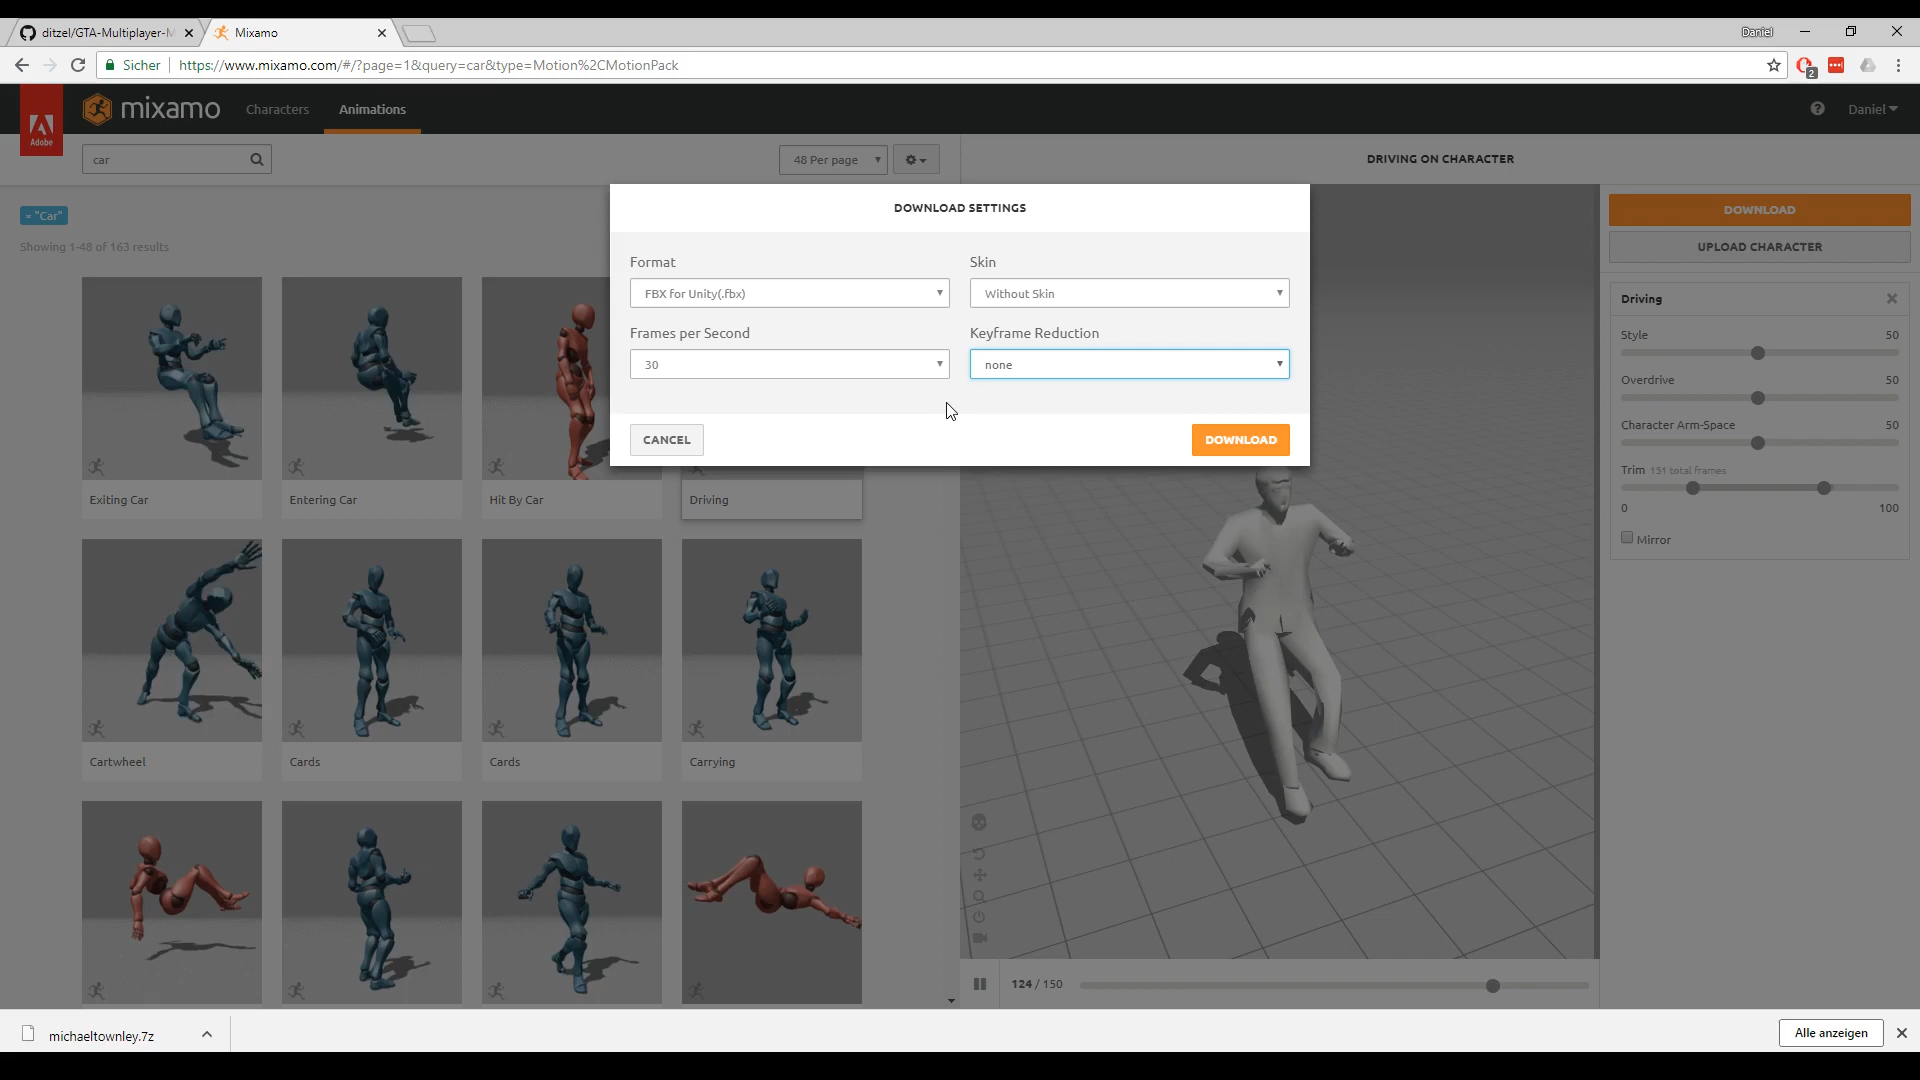 ditzel/GTA-Multiplayer-M
Mixamo
Daniel
Sicher
https://www.mixamo.com/#/?page=1&query=car&type=Motion%2CMotionPack
2
Adobe
mixamo
Characters
Animations
Daniel
car
48 Per page
DRIVING ON CHARACTER
= "Car"
Showing 1-48 of 163 results
DOWNLOAD SETTINGS
Format
Skin
FBX for Unity(.fbx)
Without Skin
Frames per Second
Keyframe Reduction
30
none
CANCEL
DOWNLOAD
DOWNLOAD
UPLOAD CHARACTER
Driving
Style
50
Overdrive
50
Character Arm-Space
50
Trim 151 total frames
0
100
Mirror
Exiting Car
Entering Car
Hit By Car
Driving
Cartwheel
Cards
Cards
Carrying
124 / 150
michaeltownley.7z
Alle anzeigen